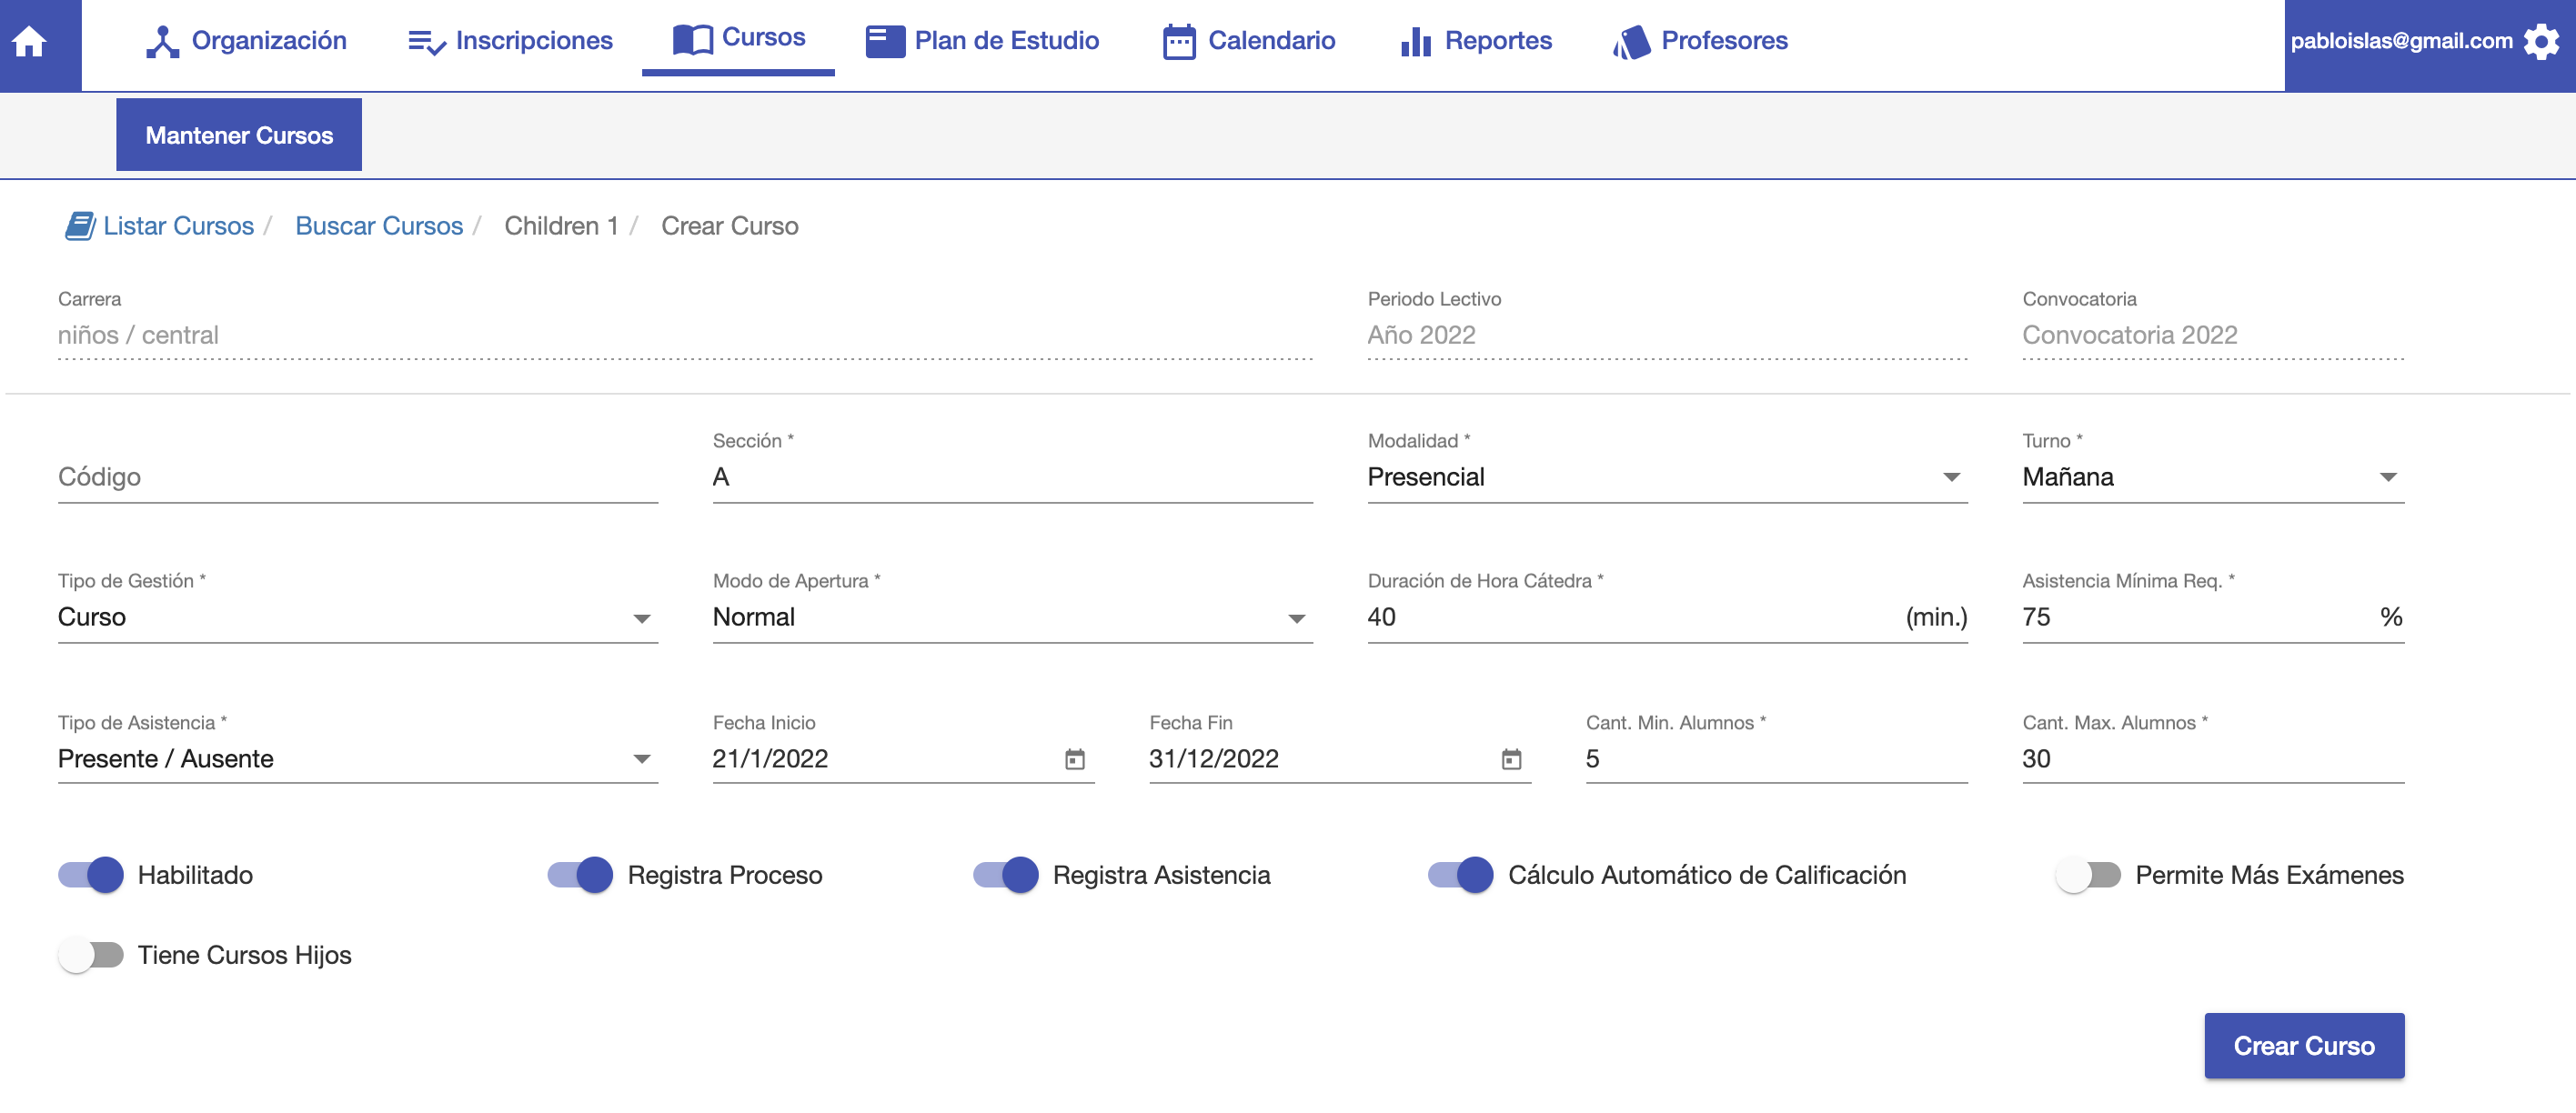 Organización Inscripciones Cursos Plan de Estudio Calendario Reportes Profesores pabloislas@gmail.com
Mantener Cursos
Listar Cursos / Buscar Cursos / Children 1 / Crear Curso
Carrera Periodo Lectivo Convocatoria
niños / central Año 2022 Convocatoria 2022
Sección * Modalidad * Turno *
Código A Presencial Mañana
Tipo de Gestión * Modo de Apertura * Duración de Hora Cátedra * Asistencia Mínima Req. *
Curso Normal 40 (min.) 75 %
Tipo de Asistencia * Fecha Inicio Fecha Fin Cant. Min. Alumnos * Cant. Max. Alumnos *
Presente / Ausente 21/1/2022 31/12/2022 5 30
Habilitado Registra Proceso Registra Asistencia Cálculo Automático de Calificación Permite Más Exámenes
Tiene Cursos Hijos
Crear Curso